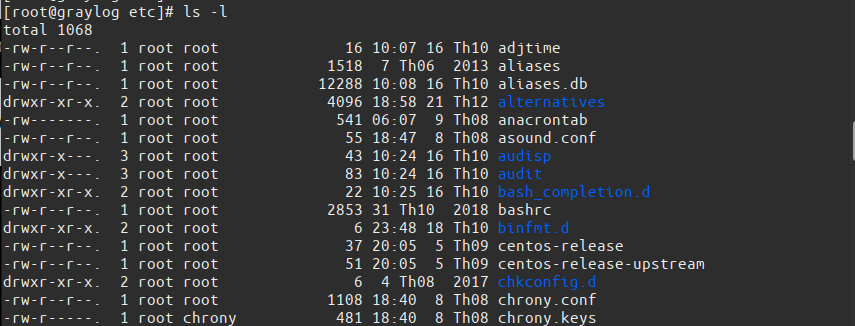 [root@graylog etc]# ls -l
total 1068
-rw-r--r--.  1 root root             16 10:07 16 Th10 adjtime
-rw-r--r--.  1 root root           1518  7 Th06  2013 aliases
-rw-r--r--.  1 root root          12288 10:08 16 Th10 aliases.db
drwxr-xr-x.  2 root root           4096 18:58 21 Th12 alternatives
-rw-------.  1 root root            541 06:07  9 Th08 anacrontab
-rw-r--r--.  1 root root             55 18:47  8 Th08 asound.conf
drwxr-x---.  3 root root             43 10:24 16 Th10 audisp
drwxr-x---.  3 root root             83 10:24 16 Th10 audit
drwxr-xr-x.  2 root root             22 10:25 16 Th10 bash_completion.d
-rw-r--r--.  1 root root           2853 31 Th10  2018 bashrc
drwxr-xr-x.  2 root root              6 23:48 18 Th10 binfmt.d
-rw-r--r--.  1 root root             37 20:05  5 Th09 centos-release
-rw-r--r--.  1 root root             51 20:05  5 Th09 centos-release-upstream
drwxr-xr-x.  2 root root              6  4 Th08  2017 chkconfig.d
-rw-r--r--.  1 root root           1108 18:40  8 Th08 chrony.conf
-rw-r-----.  1 root chrony          481 18:40  8 Th08 chrony.keys